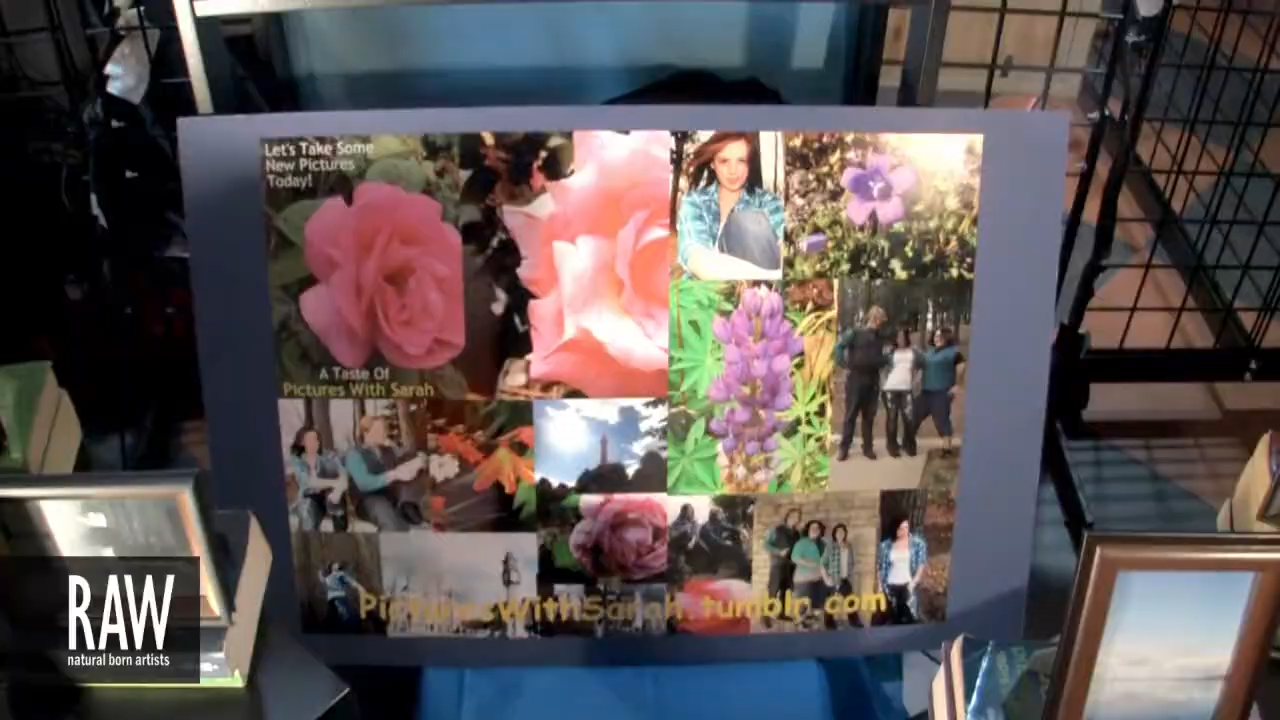 Let's Take Some
New Pictures
Today!
A Taste Of
Pictures With Sarah
PicturesWithSarah.tumblr.com
RAW
natural born artists